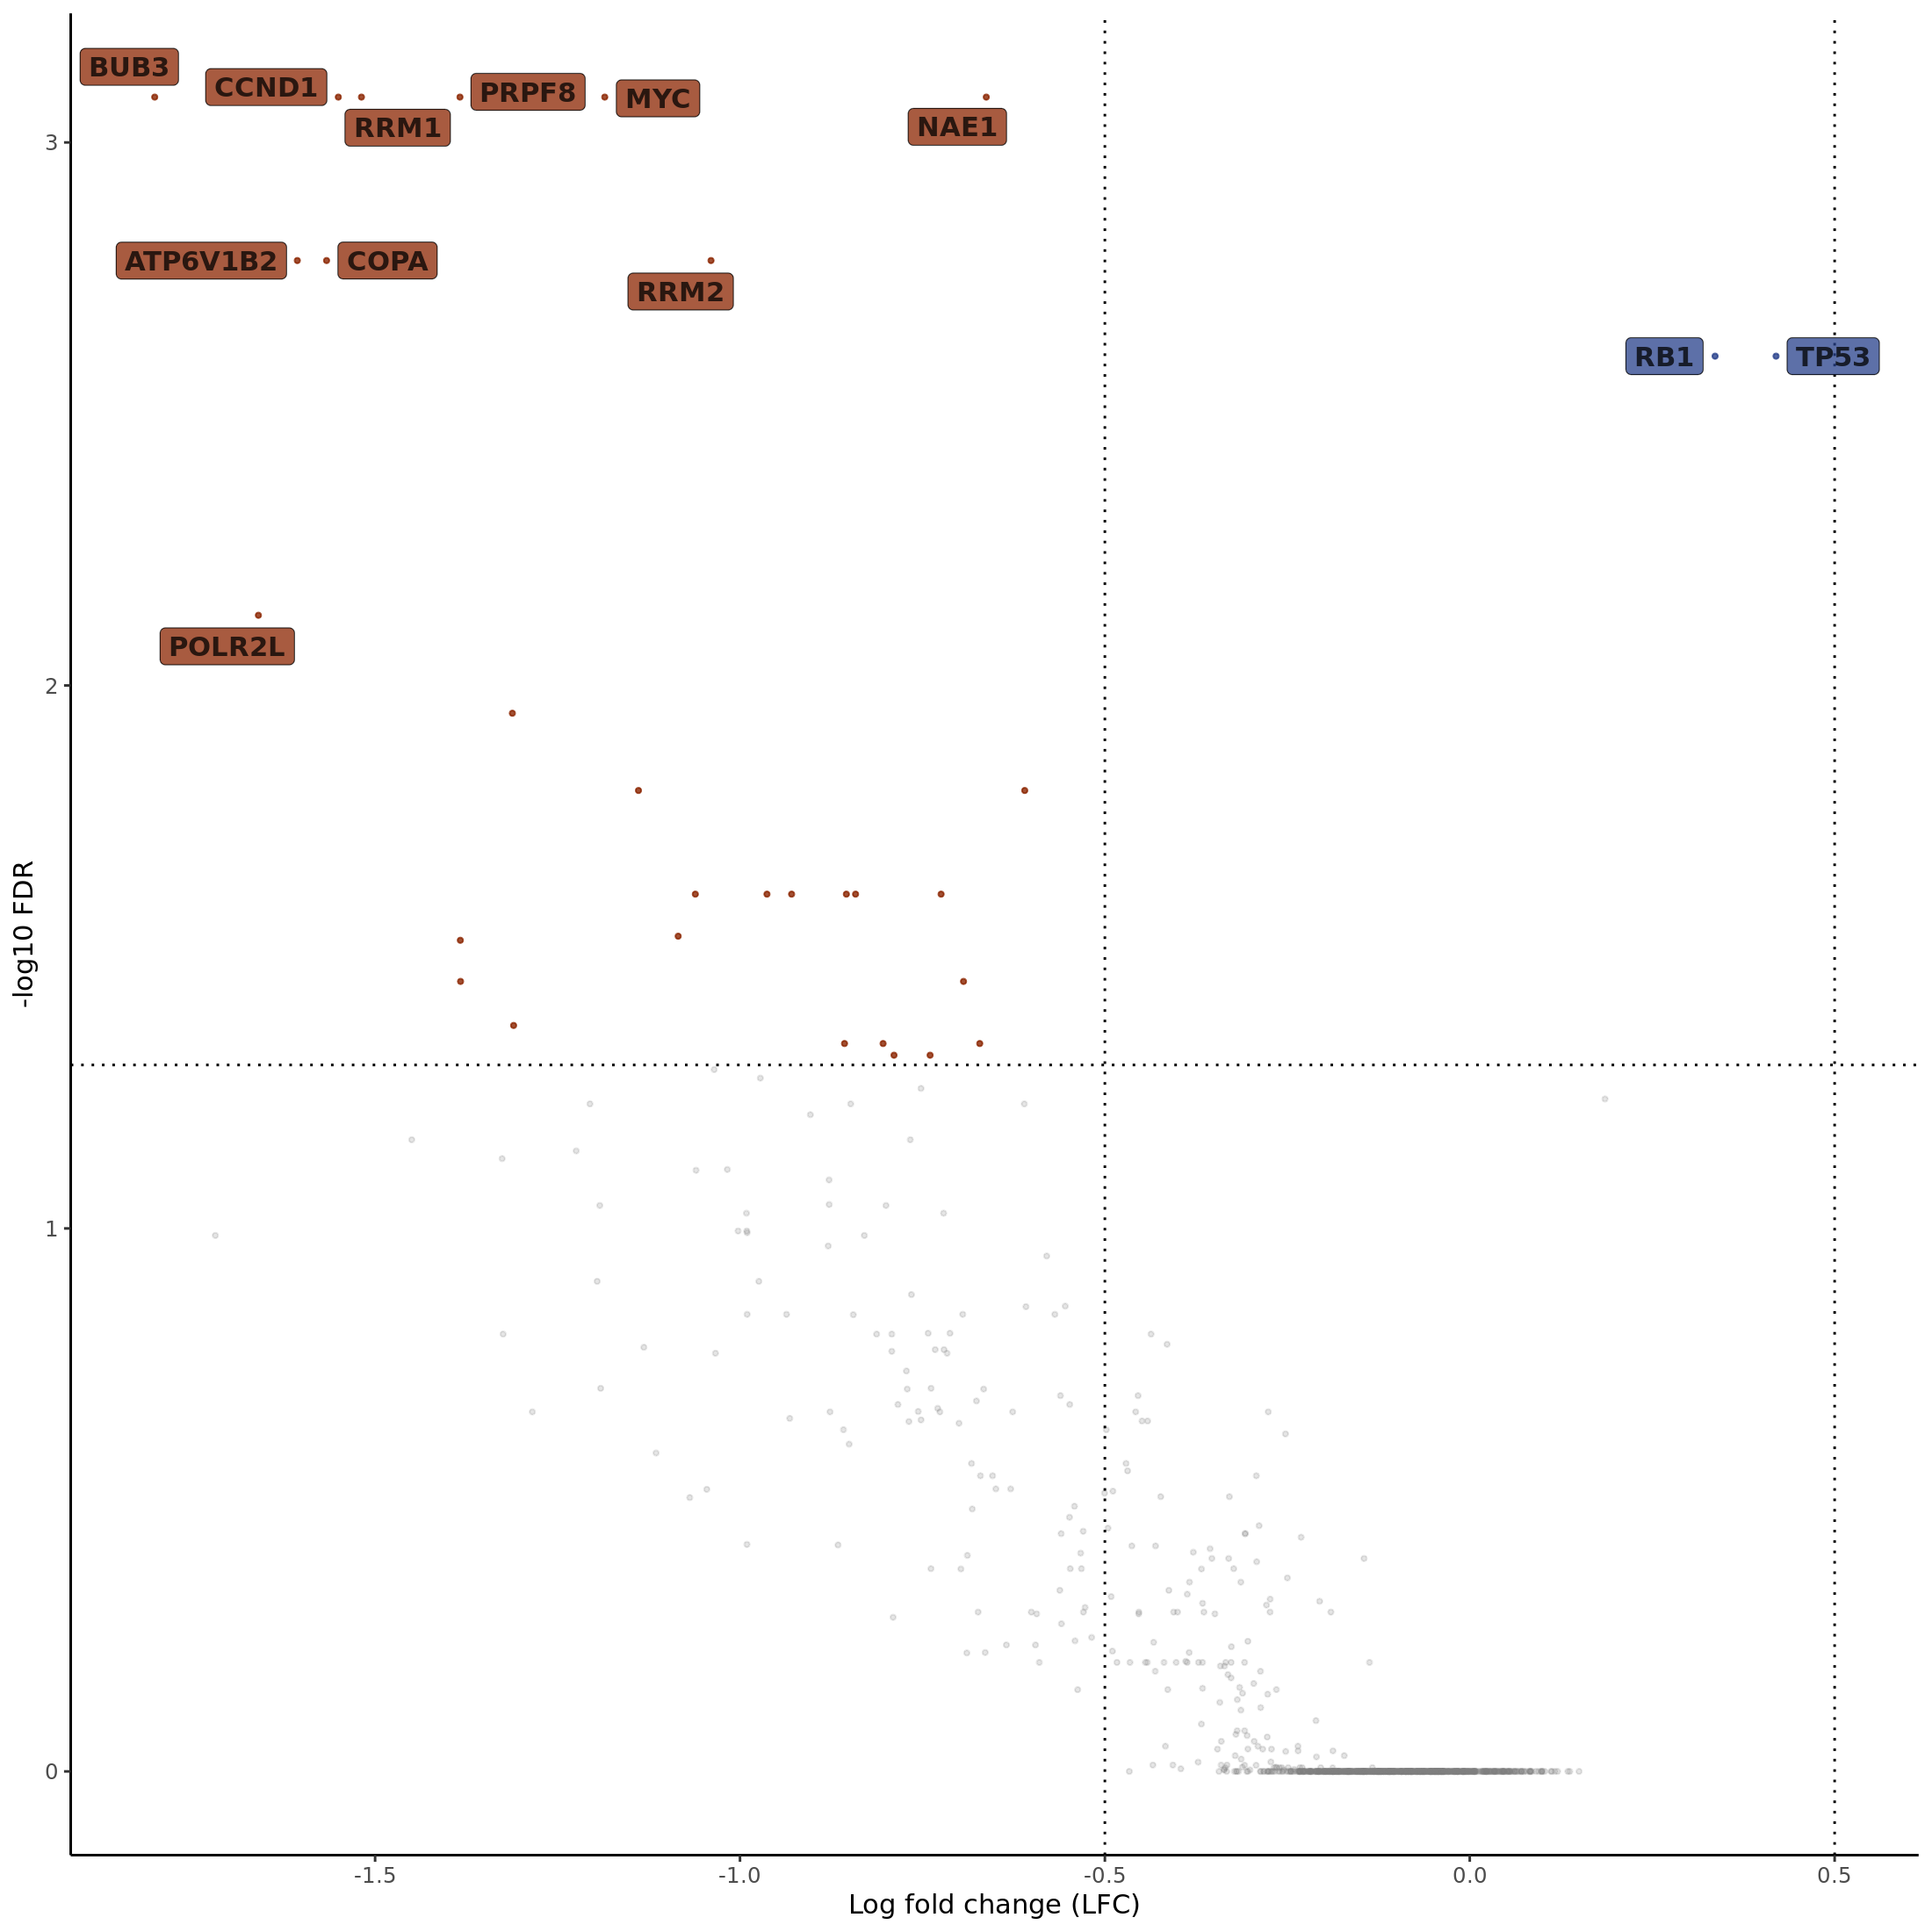 BUB3
CCND1
PRPF8
MYC
RRM1
NAE1
3
ATP6V1B2
COPA
RRM2
RB1
TP53
POLR2L
2
-log10 FDR
1
0
-1.5
-1.0
-0.5
0.0
0.5
Log fold change (LFC)